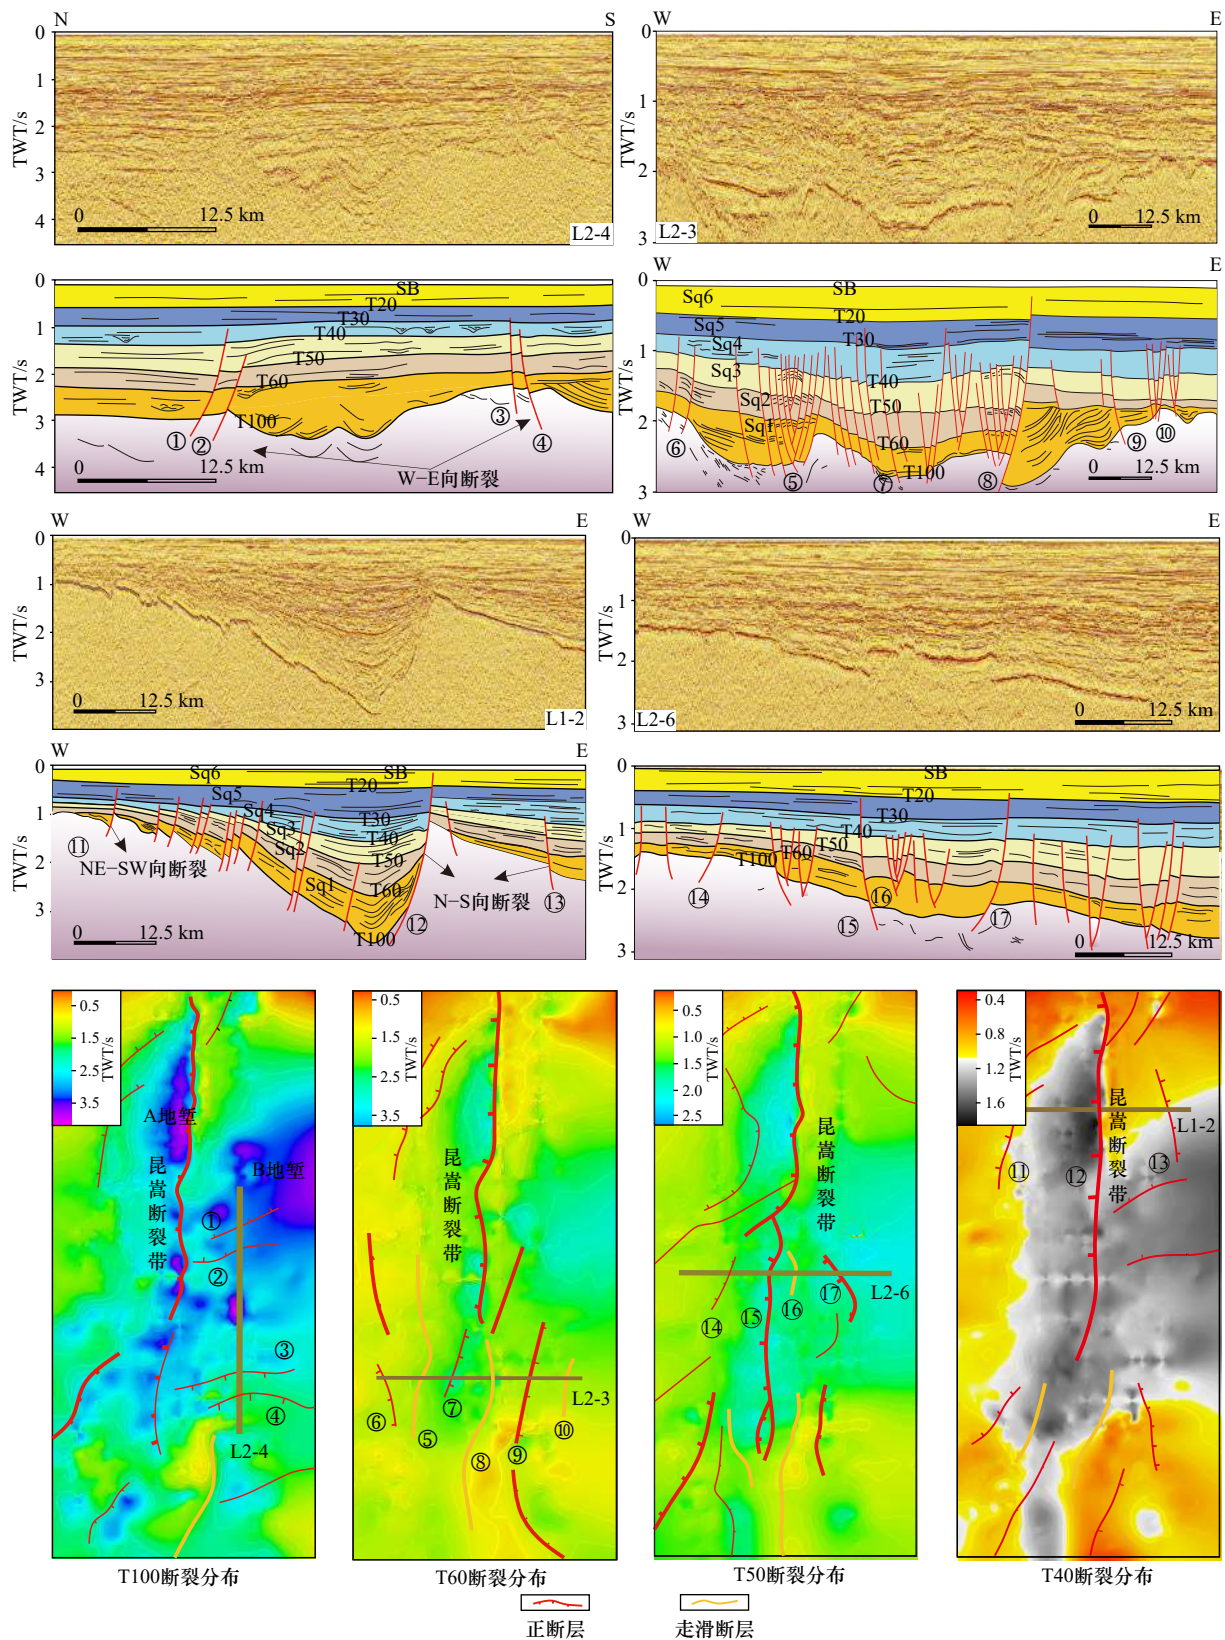 N
S
0
1
2
3
4
TWT/s
0
12.5 km
L2-4
W
E
0
1
2
3
TWT/s
0
12.5 km
L2-3
0
1
2
3
4
TWT/s
SB
T20
T30
T40
T50
T60
T100
①
②
③
④
W−E向断裂
0
12.5 km
W
E
0
1
2
3
TWT/s
Sq6
SB
Sq5
T20
Sq4
T30
Sq3
T40
Sq2
T50
Sq1
T60
T100
⑥
⑤
⑦
⑧
⑨
⑩
0
12.5 km
W
E
0
1
2
3
TWT/s
0
12.5 km
L1-2
W
E
0
1
2
3
TWT/s
0
12.5 km
L2-6
W
E
0
1
2
3
TWT/s
Sq6
SB
Sq5
T20
Sq4
T30
Sq3
T40
Sq2
T50
Sq1
T60
T100
⑪
NE−SW向断裂
N−S向断裂
⑫
⑬
0
12.5 km
0
1
2
3
TWT/s
SB
T20
T30
T40
T50
T60
T100
⑭
⑮
⑯
⑰
0
12.5 km
0.5
1.5
2.5
3.5
TWT/s
A地堑
B地堑
昆嵩断裂带
①
②
③
④
L2-4
T100断裂分布
0.5
1.5
2.5
3.5
TWT/s
昆嵩断裂带
⑥
⑤
⑦
⑧
⑨
⑩
L2-3
T60断裂分布
0.5
1.0
1.5
2.0
2.5
TWT/s
昆嵩断裂带
⑭
⑮
⑯
⑰
L2-6
T50断裂分布
0.4
0.8
1.2
1.6
TWT/s
昆嵩断裂带
L1-2
⑪
⑫
⑬
T40断裂分布
正断层
走滑断层